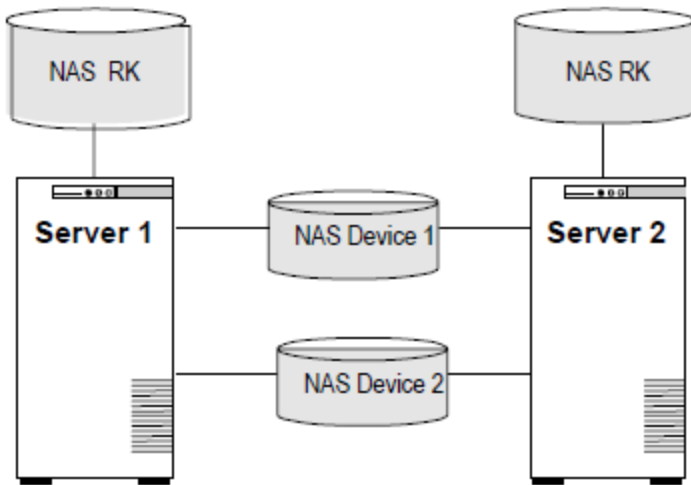 NAS RK
NAS RK
Server 1
NAS Device 1
Server 2
NAS Device 2